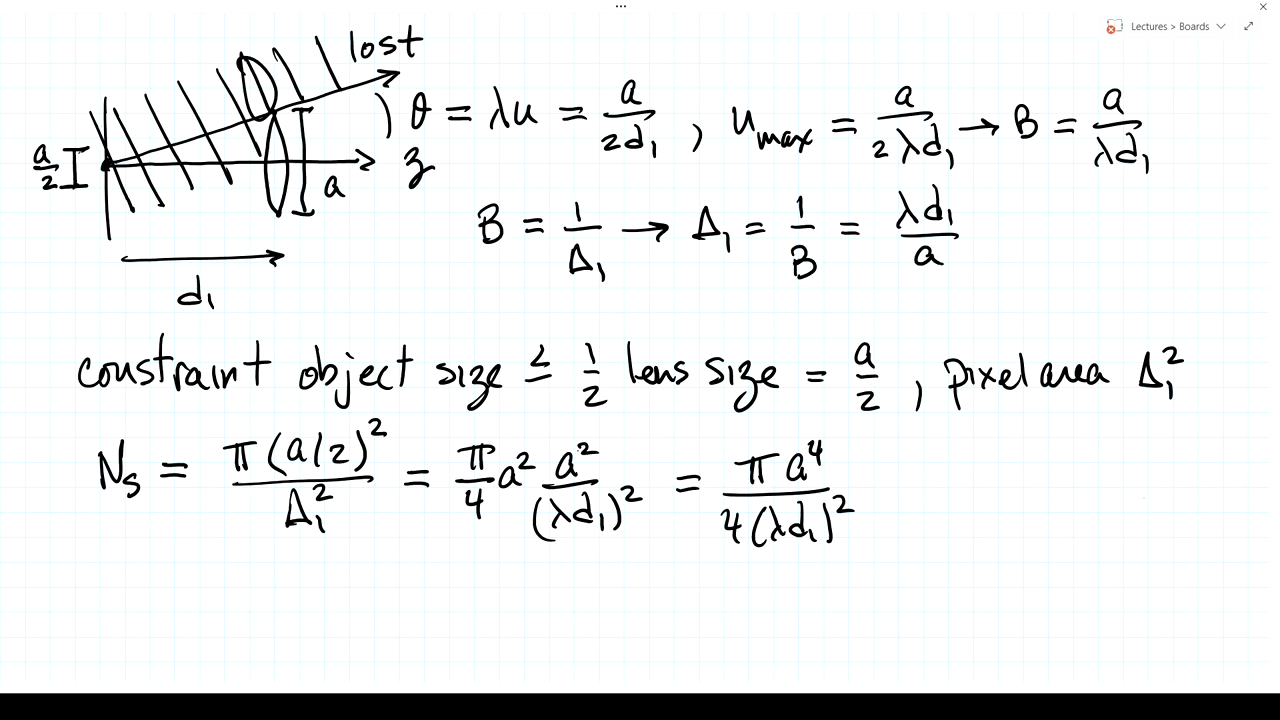 ...
Lectures > Boards
lost
) θ = λu = a/2d₁ , u_max = a/2λd₁ → B = a/λd₁
a/2
z
a
d₁
B = 1/Δ₁ → Δ₁ = 1/B = λd₁/a
constraint object size ≤ 1/2 lens size = a/2 , pixel area Δ₁²
N_s = π(a/2)²/Δ₁² = π/4 a² a²/(λd₁)² = πa⁴/4(λd₁)²